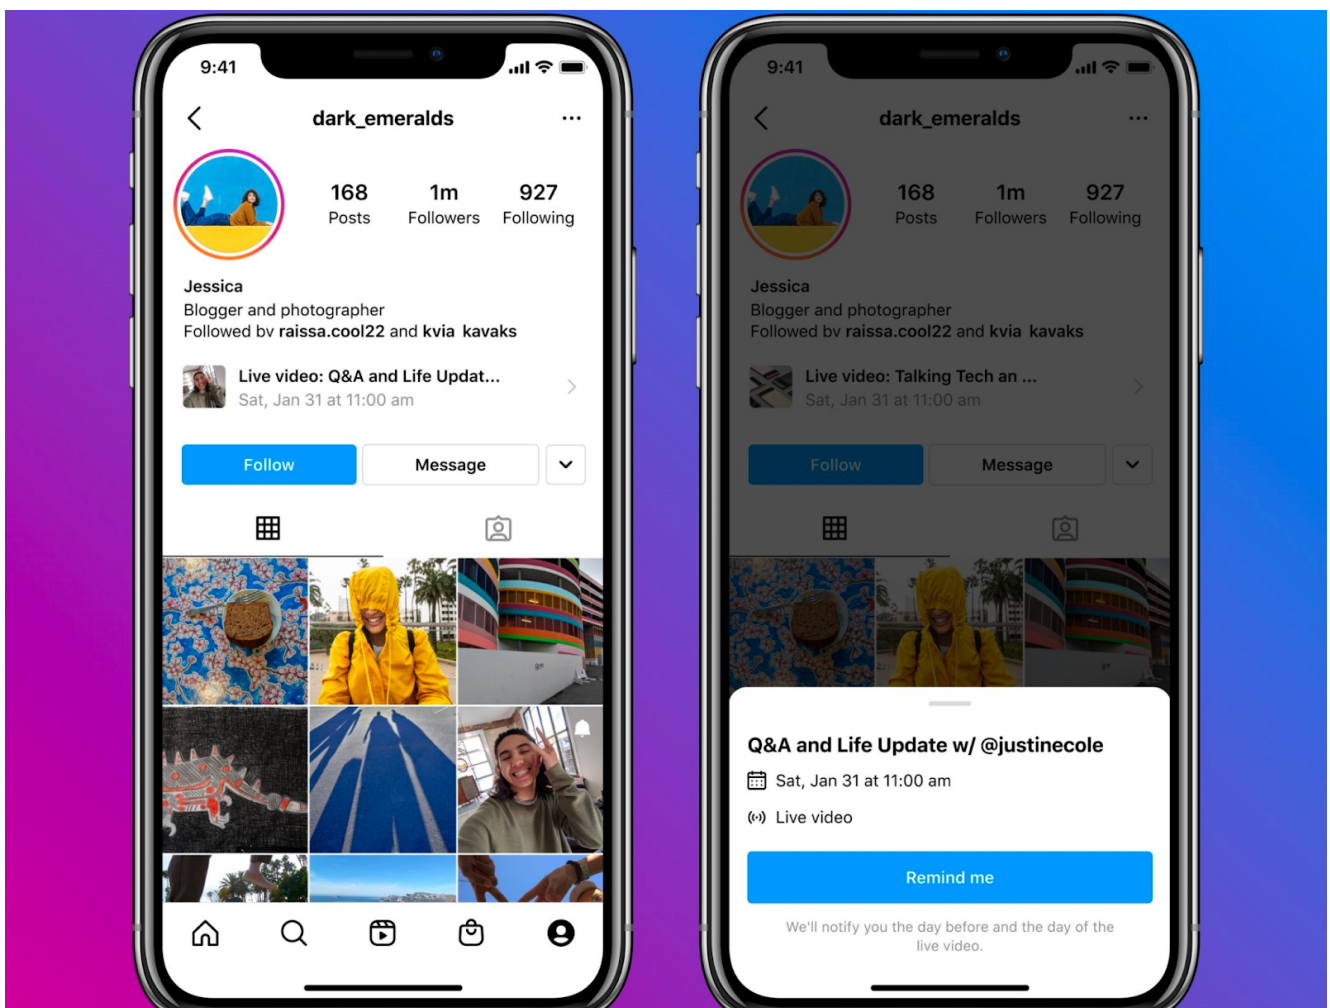 9:41
dark_emeralds
168
1m
927
Posts
Followers
Following
Jessica
Blogger and photographer
Followed by raissa.cool22 and kvia kavaks
Live video: Q&A and Life Updat...
Sat, Jan 31 at 11:00 am
Follow
Message
9:41
dark_emeralds
168
1m
927
Posts
Followers
Following
Jessica
Blogger and photographer
Followed by raissa.cool22 and kvia kavaks
Live video: Talking Tech an ...
Sat, Jan 31 at 11:00 am
Follow
Message
Q&A and Life Update w/ @justinecole
Sat, Jan 31 at 11:00 am
Live video
Remind me
We'll notify you the day before and the day of the
live video.